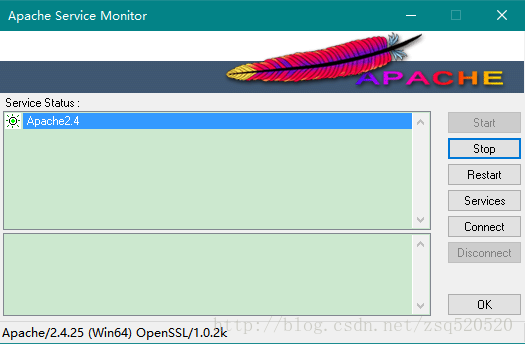 Apache Service Monitor
APACHE
Service Status :
Apache2.4
Start
Stop
Restart
Services
Connect
Disconnect
OK
http://blog.csdn.net/zsq520520
Apache/2.4.25 (Win64) OpenSSL/1.0.2k